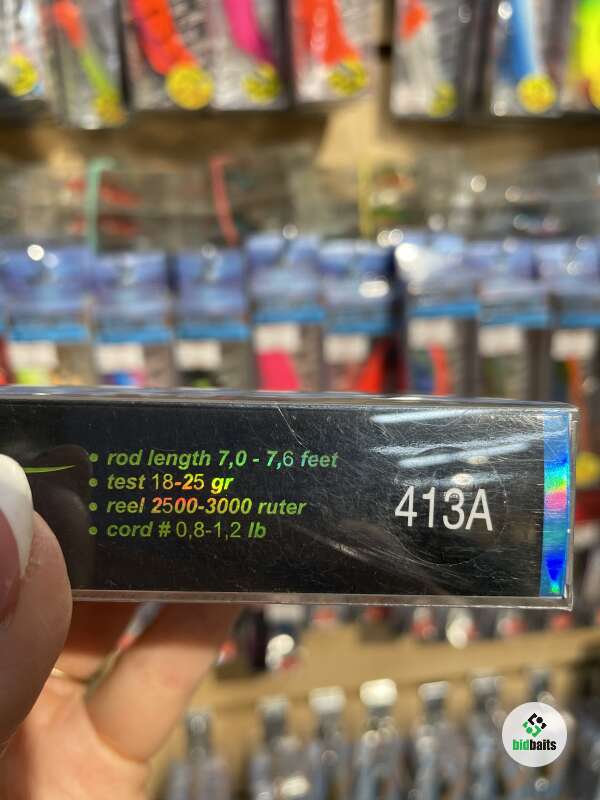 • rod length 7,0 - 7,6 feet
• test 18-25 gr
• reel 2500-3000 ruter
• cord # 0,8-1,2 lb
413A
bidbaits